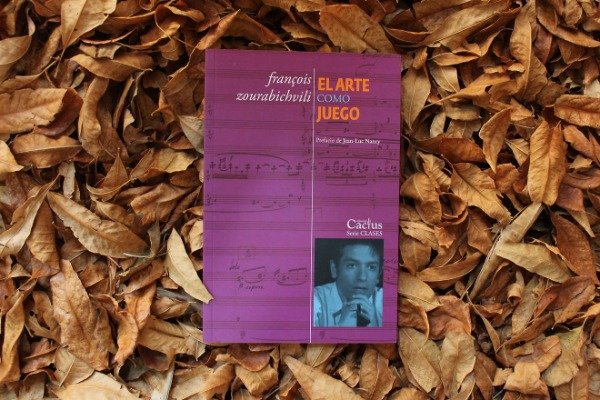 françois
zourabichvili
EL ARTE
COMO
JUEGO
Prefacio de Jean-Luc Nancy
Cactus
Serie CLASES